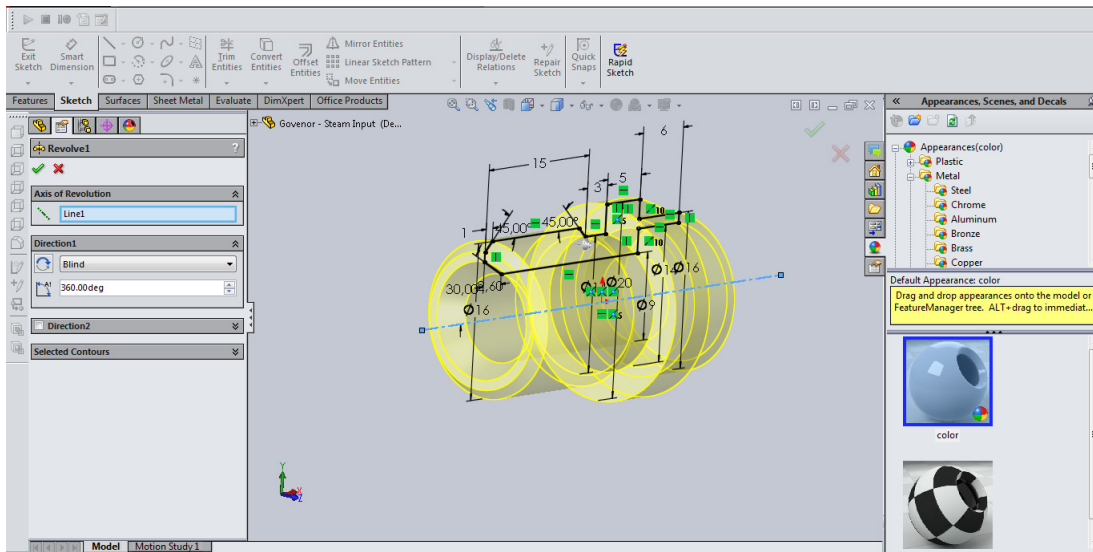 Exit Sketch
Smart Dimension
Trim Entities
Convert Entities
Offset Entities
Mirror Entities
Linear Sketch Pattern
Move Entities
Display/Delete Relations
Repair Sketch
Quick Snaps
Rapid Sketch
Features Sketch Surfaces Sheet Metal Evaluate DimXpert Office Products
Govenor - Steam Input (De...
Revolve1 ?
Axis of Revolution
Line1
Direction1
Blind
A1
360.00deg
Direction2
Selected Contours
6
15
5
3
1
45,00°
45,00°
10
10
Ø16
Ø20
Ø9
Ø16
Y
X
Z
Appearances, Scenes, and Decals
Appearances(color)
Plastic
Metal
Steel
Chrome
Aluminum
Bronze
Brass
Copper
Default Appearance: color
Drag and drop appearances onto the model or
FeatureManager tree. ALT+drag to immediat...
color
Model Motion Study 1